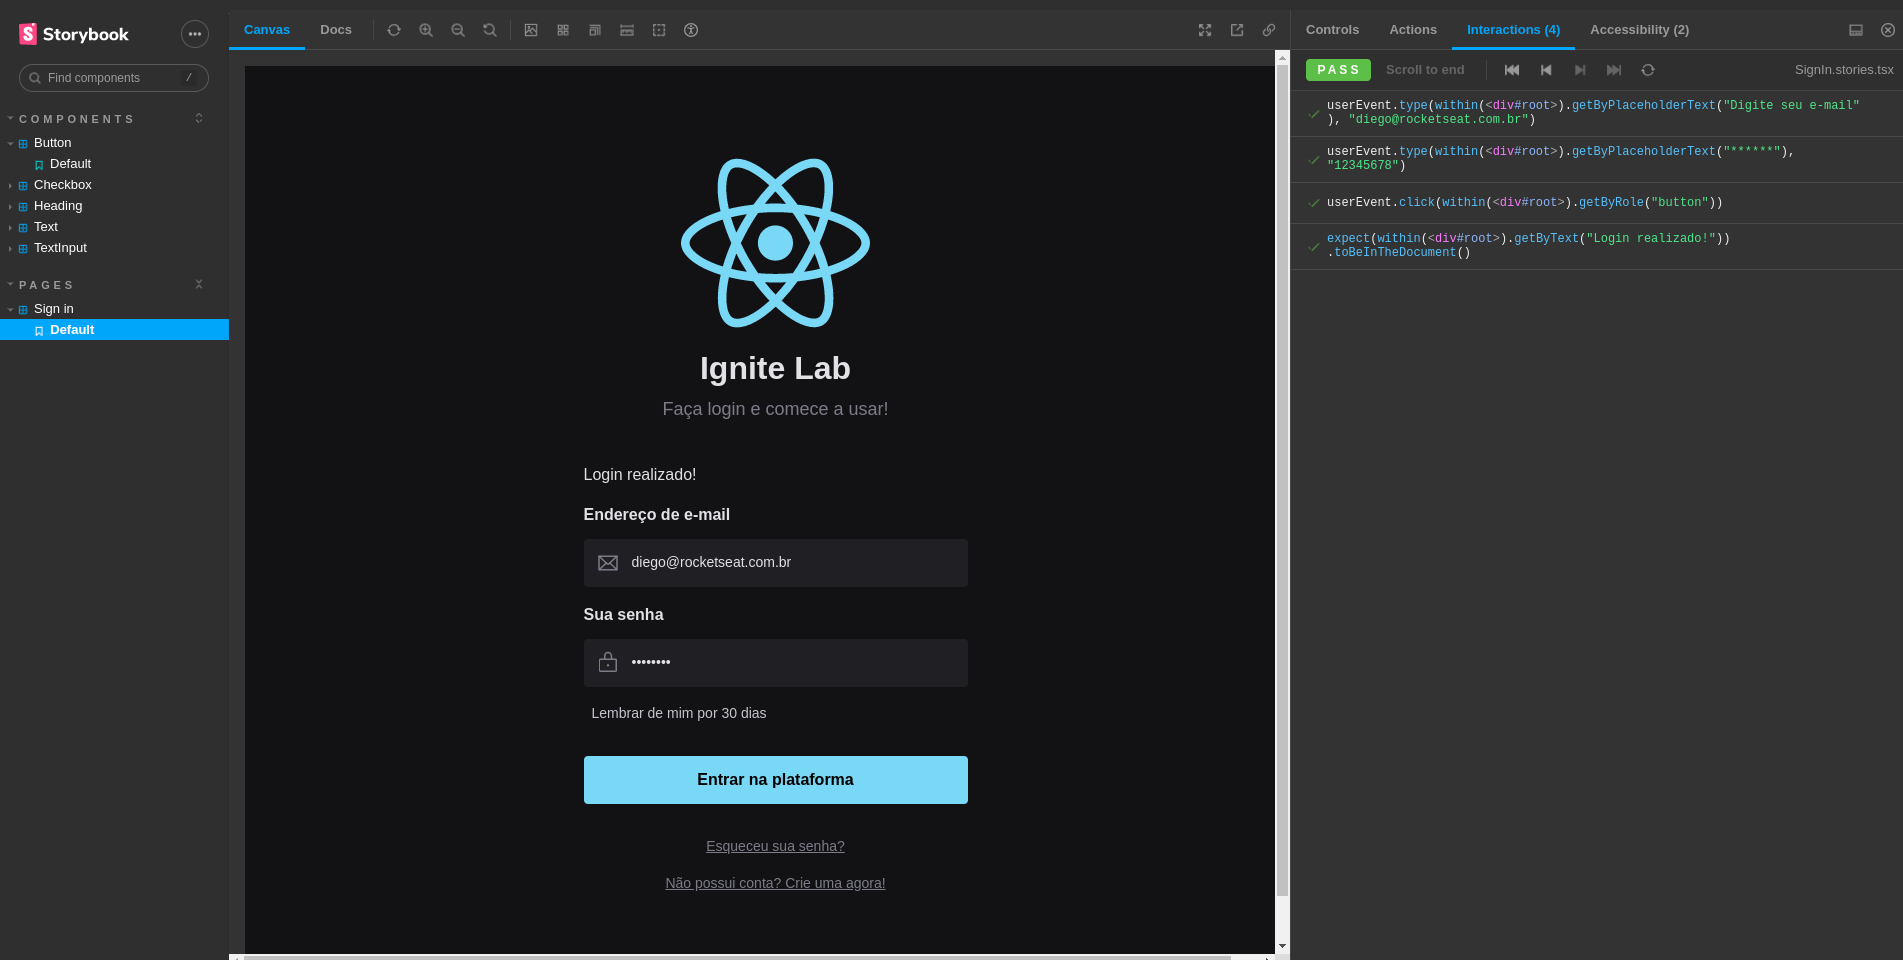 Storybook
Find components
/
COMPONENTS
Button
Default
Checkbox
Heading
Text
TextInput
PAGES
Sign in
Default
Canvas
Docs
Ignite Lab
Faça login e comece a usar!
Login realizado!
Endereço de e-mail
diego@rocketseat.com.br
Sua senha
••••••••
Lembrar de mim por 30 dias
Entrar na plataforma
Esqueceu sua senha?
Não possui conta? Crie uma agora!
Controls
Actions
Interactions (4)
Accessibility (2)
PASS
Scroll to end
SignIn.stories.tsx
userEvent.type(within(<div#root>).getByPlaceholderText("Digite seu e-mail"
), "diego@rocketseat.com.br")
userEvent.type(within(<div#root>).getByPlaceholderText("******"),
"12345678")
userEvent.click(within(<div#root>).getByRole("button"))
expect(within(<div#root>).getByText("Login realizado!"))
.toBeInTheDocument()